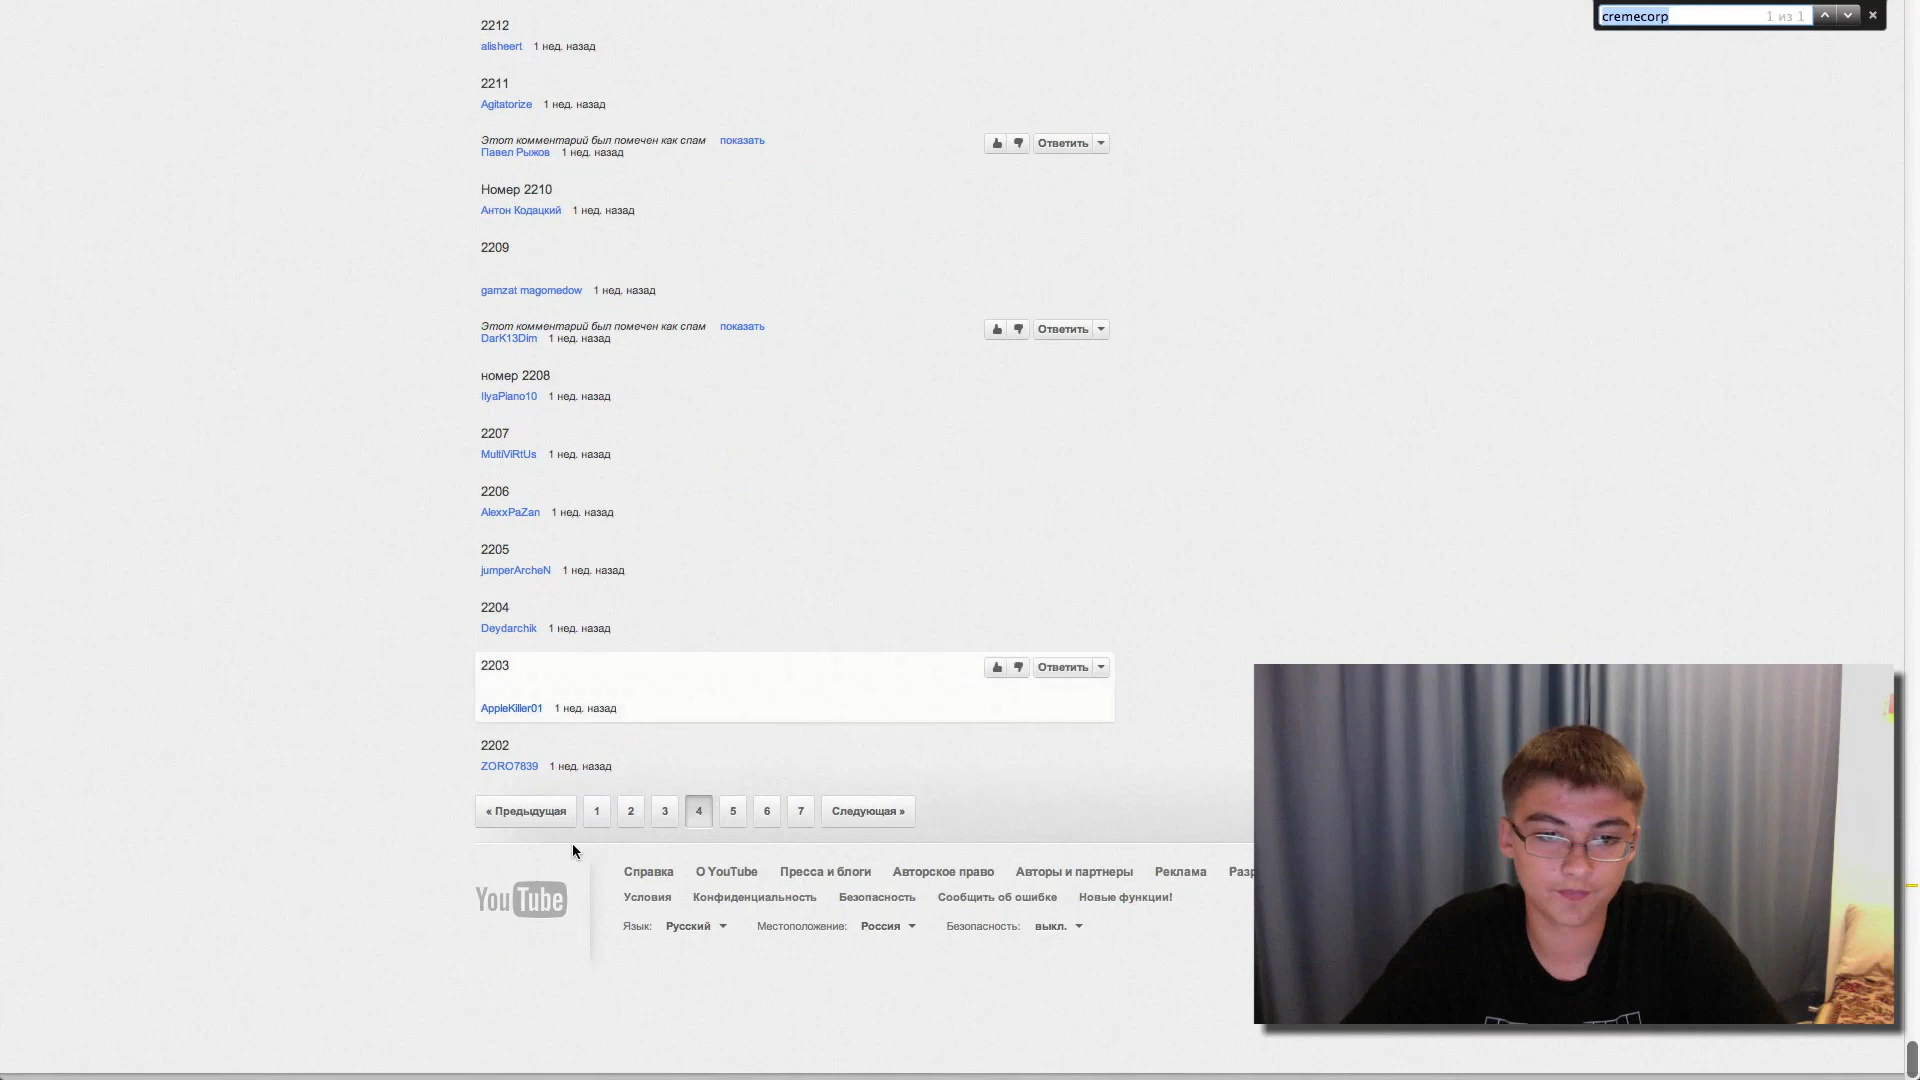 cremecorp 1 из 1
2212
alisheert 1 нед. назад
2211
Agitatorize 1 нед. назад
Этот комментарий был помечен как спам показать
Ответить
Павел Рыжов 1 нед. назад
Номер 2210
Антон Кодацкий 1 нед. назад
2209
gamzat magomedow 1 нед. назад
Этот комментарий был помечен как спам показать
Ответить
DarK13Dim 1 нед. назад
номер 2208
IlyaPiano10 1 нед. назад
2207
MultiViRtUs 1 нед. назад
2206
AlexxPaZan 1 нед. назад
2205
jumperArcheN 1 нед. назад
2204
Deydarchik 1 нед. назад
2203 Ответить
AppleKiller01 1 нед. назад
2202
ZORO7839 1 нед. назад
« Предыдущая 1 2 3 4 5 6 7 Следующая »
YouTube
Справка О YouTube Пресса и блоги Авторское право Авторы и партнеры Реклама Разр
Условия Конфиденциальность Безопасность Сообщить об ошибке Новые функции!
Язык: Русский Местоположение: Россия Безопасность: выкл.